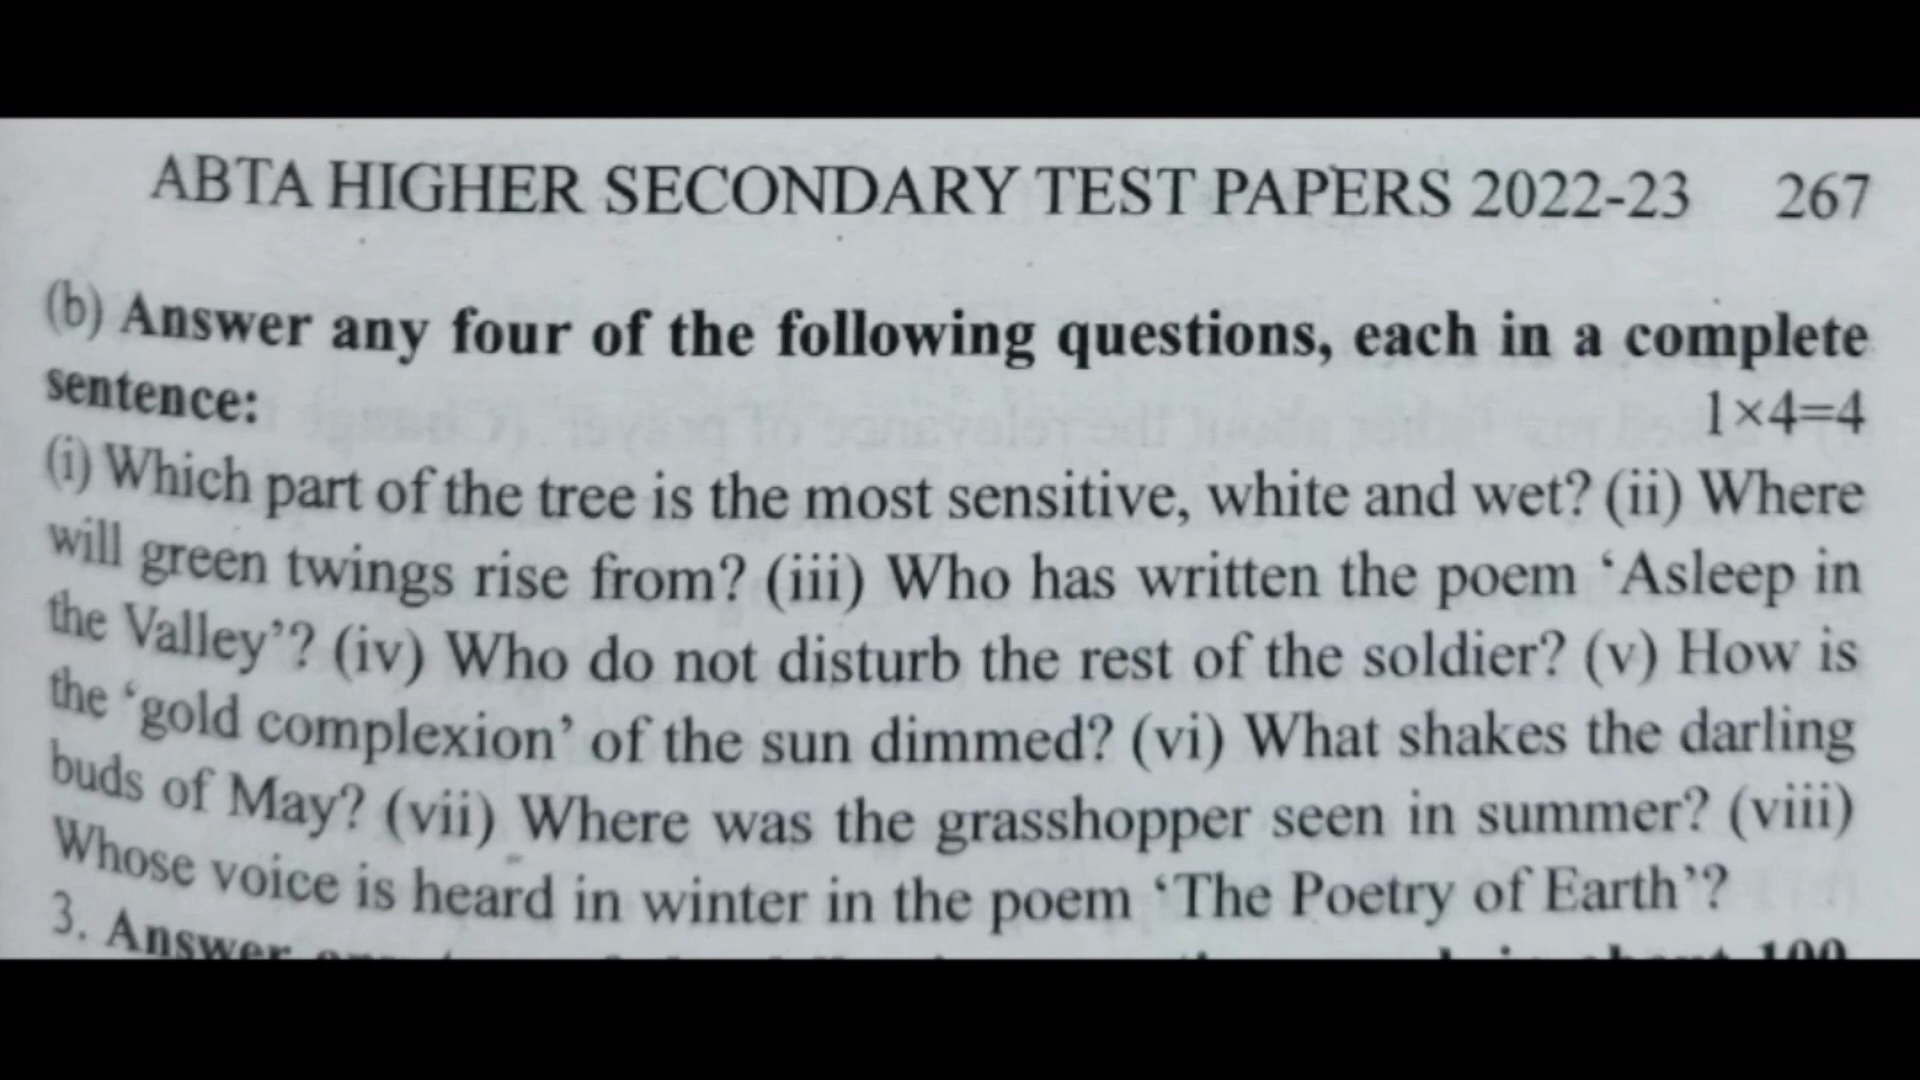 ABTA HIGHER SECONDARY TEST PAPERS 2022-23 267
(b) Answer any four of the following questions, each in a complete
sentence: 1×4=4
(i) Which part of the tree is the most sensitive, white and wet? (ii) Where
will green twings rise from? (iii) Who has written the poem ‘Asleep in
the Valley’? (iv) Who do not disturb the rest of the soldier? (v) How is
the ‘gold complexion’ of the sun dimmed? (vi) What shakes the darling
buds of May? (vii) Where was the grasshopper seen in summer? (viii)
Whose voice is heard in winter in the poem ‘The Poetry of Earth’?
3. Answer 100